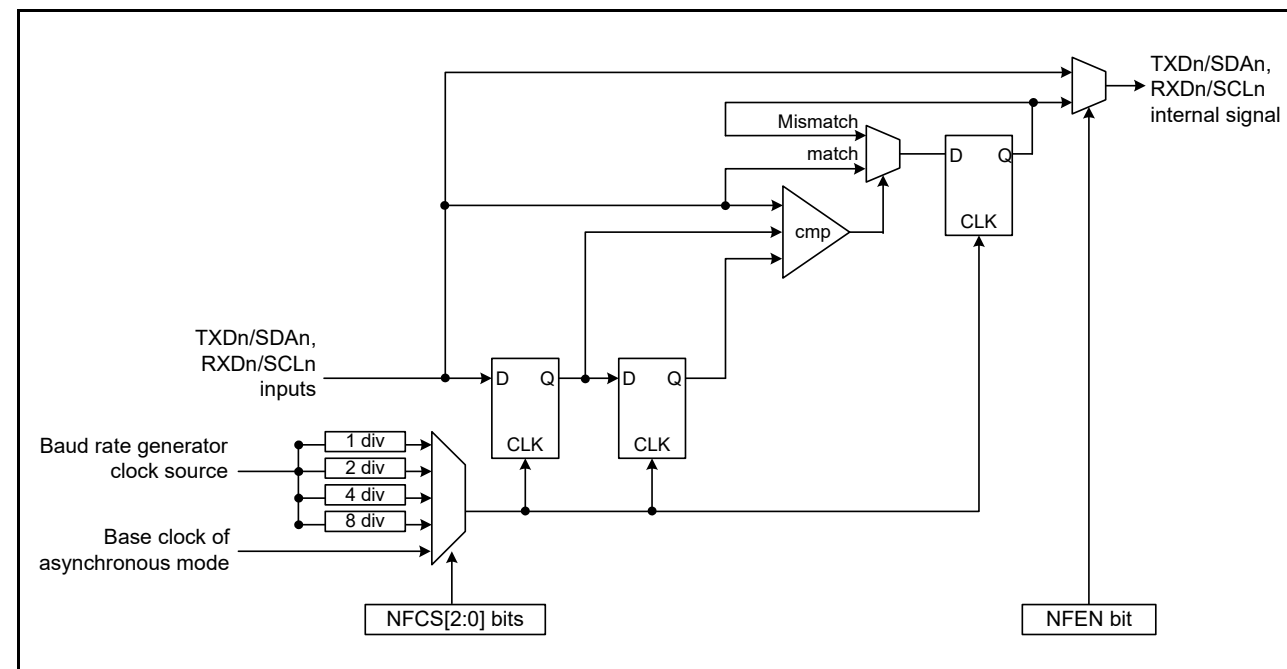 TXDn/SDAn,
RXDn/SCLn
internal signal
Mismatch
match
D
Q
CLK
cmp
TXDn/SDAn,
RXDn/SCLn
inputs
D
Q
CLK
D
Q
CLK
Baud rate generator
clock source
1 div
2 div
4 div
8 div
Base clock of
asynchronous mode
NFCS[2:0] bits
NFEN bit